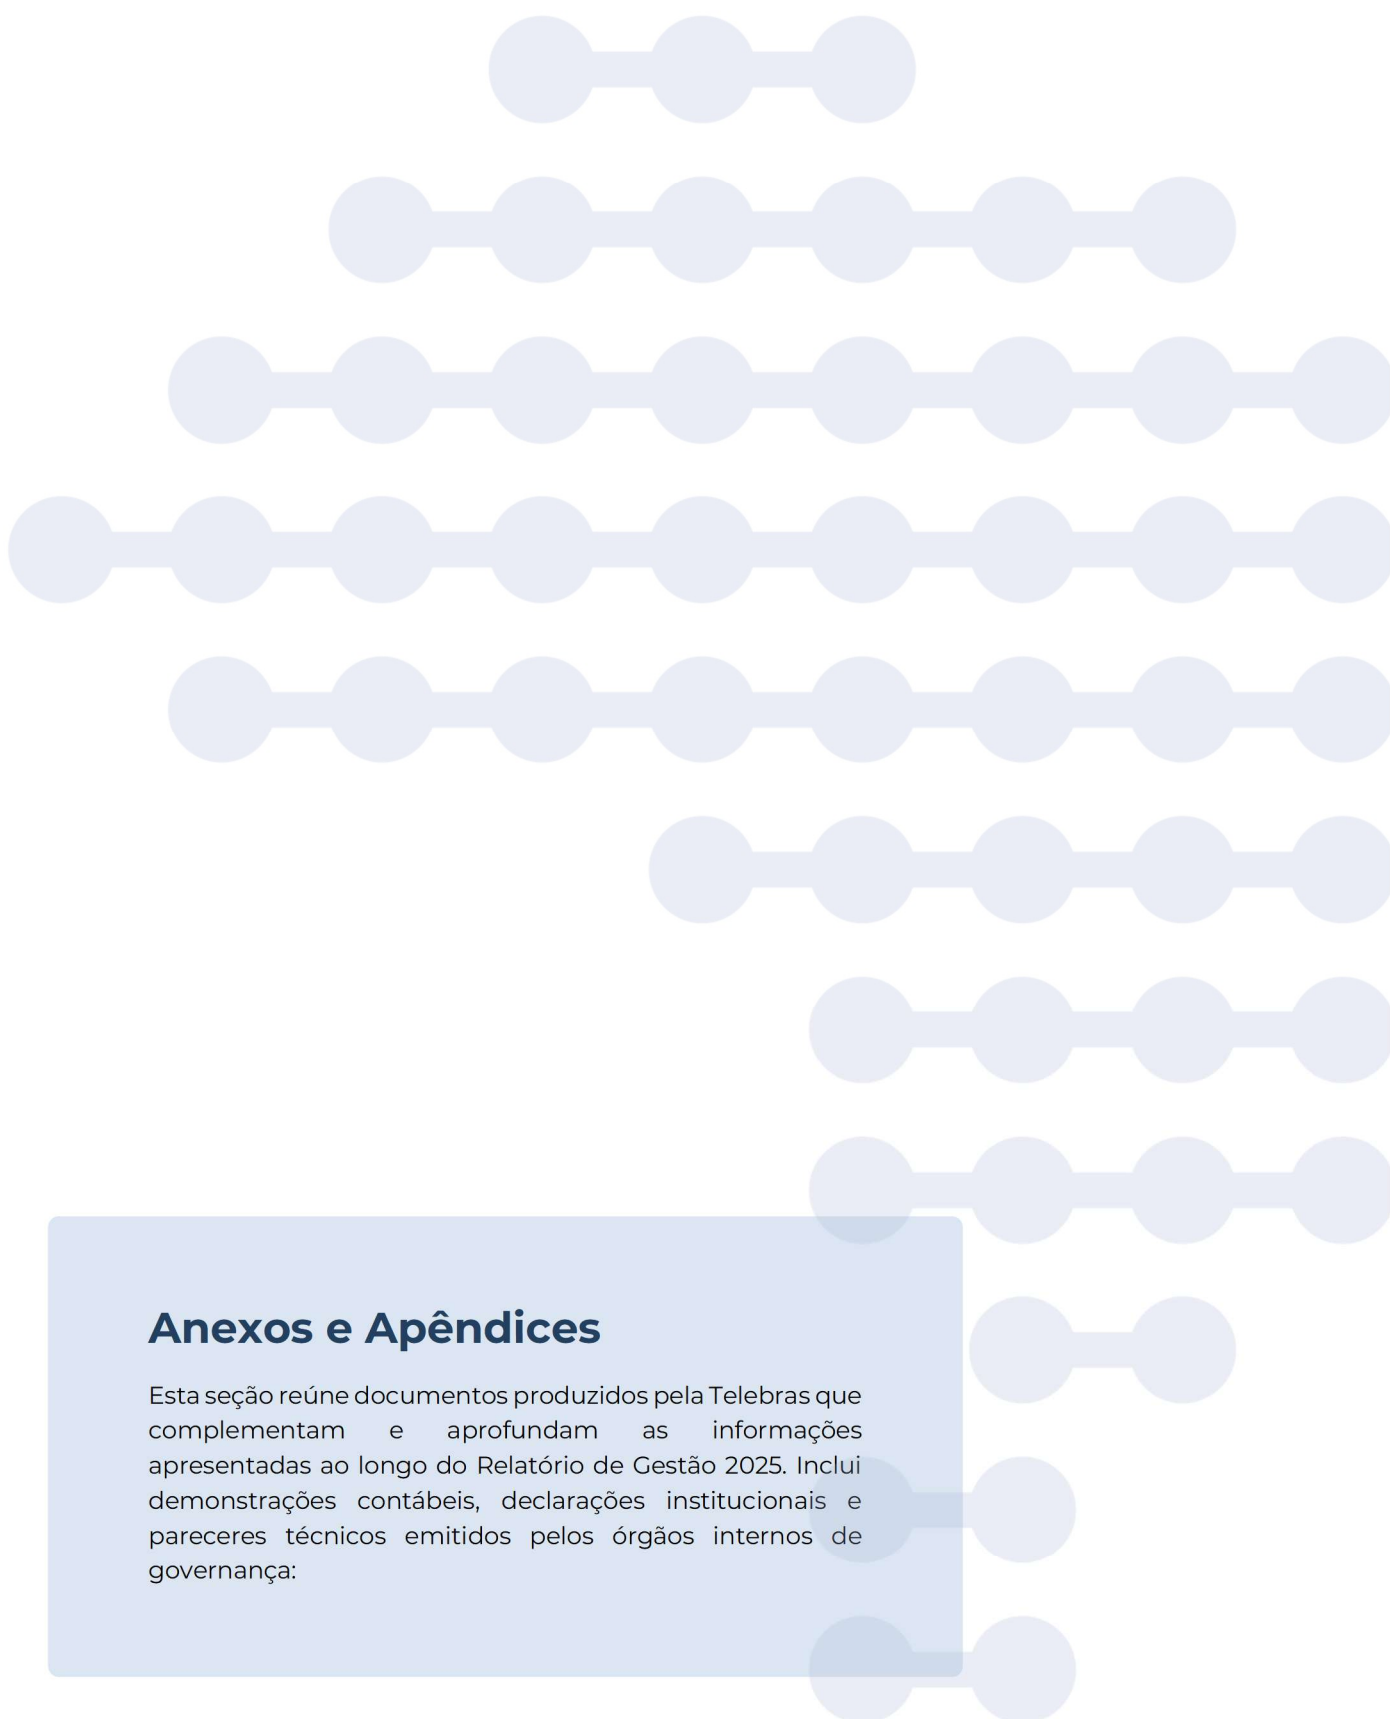 Anexos e Apêndices
Esta seção reúne documentos produzidos pela Telebras que
complementam e aprofundam as informações
apresentadas ao longo do Relatório de Gestão 2025. Inclui
demonstrações contábeis, declarações institucionais e
pareceres técnicos emitidos pelos órgãos internos de
governança: